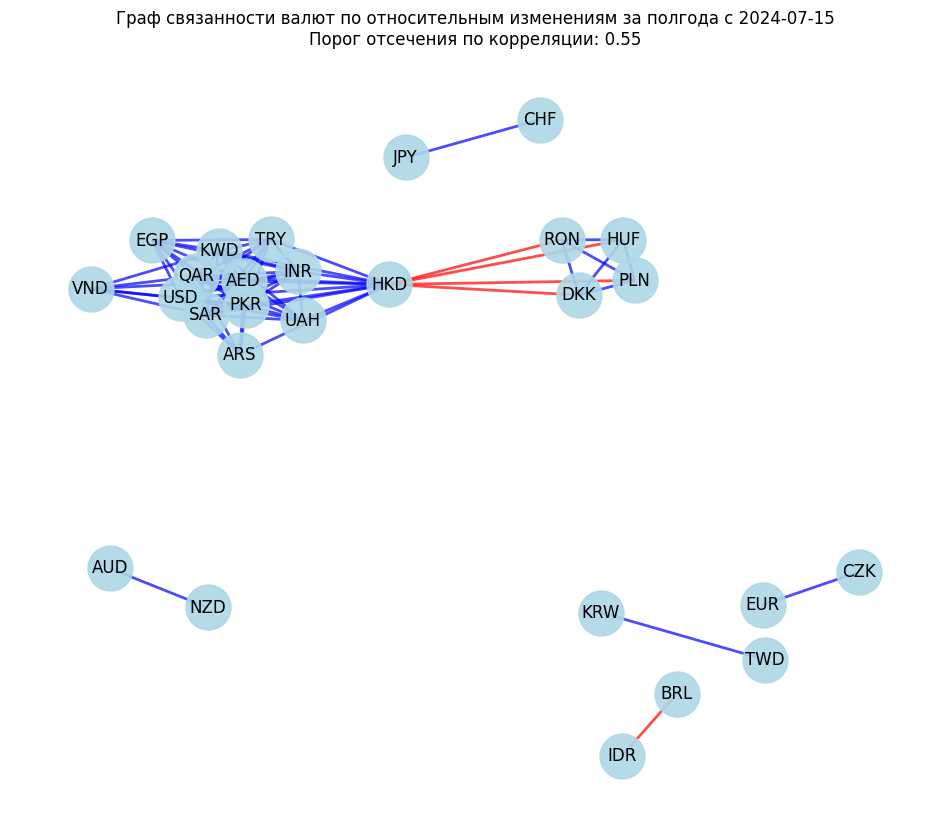 Граф связанности валют по относительным изменениям за полгода с 2024-07-15
Порог отсечения по корреляции: 0.55
CHF
JPY
EGP
TRY
RON
HUF
KWD
QAR
AED
INR
PLN
VND
USD
HKD
DKK
PKR
SAR
UAH
ARS
AUD
NZD
CZK
EUR
KRW
TWD
BRL
IDR